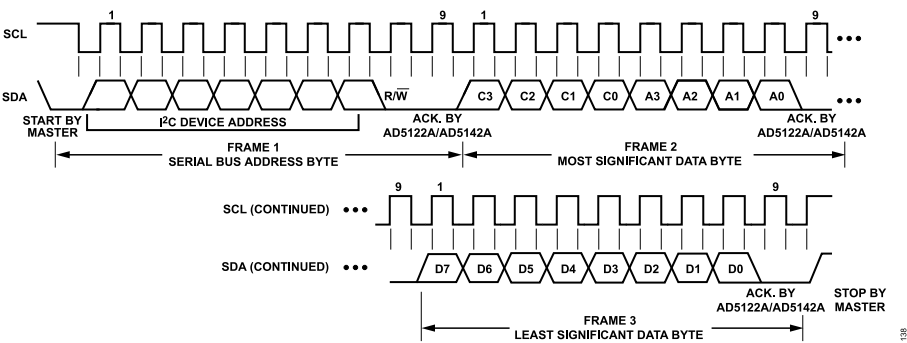 1 9 1 9
SCL
SDA
R/W
C3 C2 C1 C0 A3 A2 A1 A0
START BY
MASTER
I²C DEVICE ADDRESS
ACK. BY
AD5122A/AD5142A
ACK. BY
AD5122A/AD5142A
FRAME 1
SERIAL BUS ADDRESS BYTE
FRAME 2
MOST SIGNIFICANT DATA BYTE
9 1 9
SCL (CONTINUED)
SDA (CONTINUED)
D7 D6 D5 D4 D3 D2 D1 D0
ACK. BY
AD5122A/AD5142A
STOP BY
MASTER
FRAME 3
LEAST SIGNIFICANT DATA BYTE
138